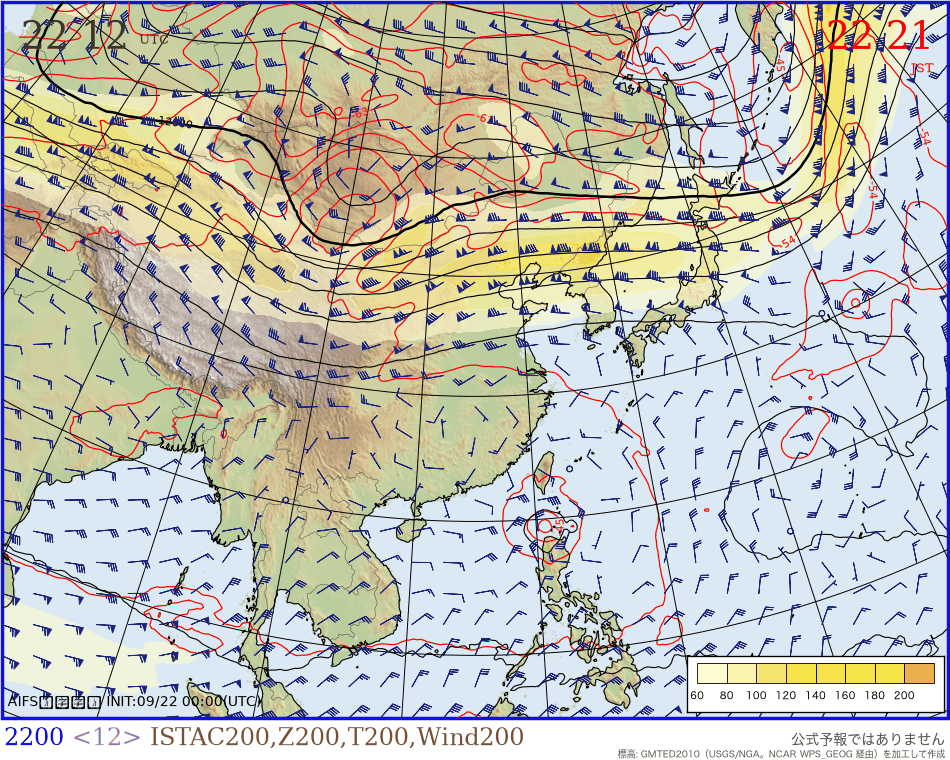 22 12 UTC
22 21
JST
-45
-54
-54
-54
12000
-6
60 80 100 120 140 160 180 200
AIFS INIT:09/22 00:00(UTC)
2200 <12> ISTAC200,Z200,T200,Wind200
公式予報ではありません
標高: GMTED2010（USGS/NGA。NCAR WPS_GEOG 経由）を加工して作成